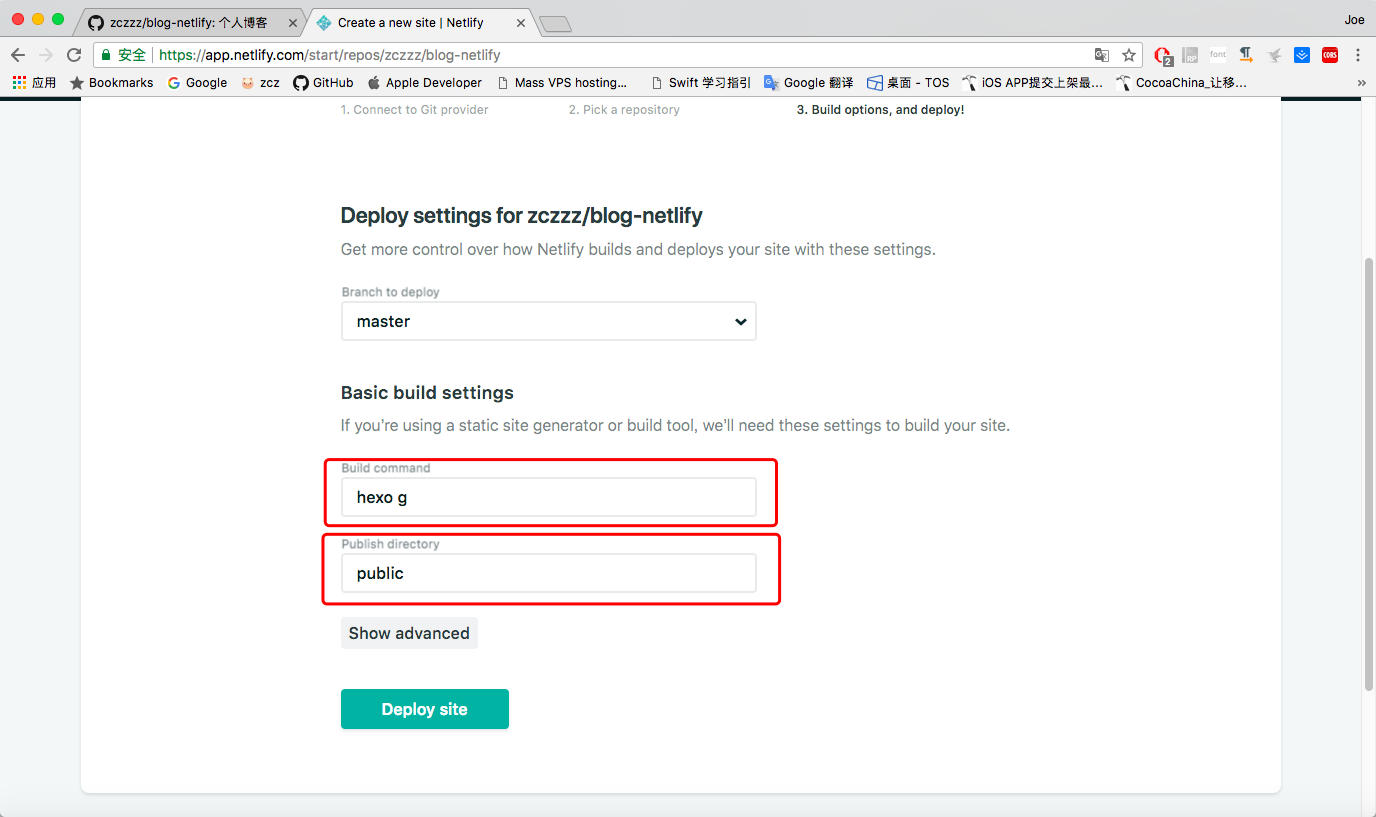 zczzz/blog-netlify: 个人博客
Create a new site | Netlify
Joe
安全
https://app.netlify.com/start/repos/zczzz/blog-netlify
2
RP
font
COBS
应用
Bookmarks
Google
zcz
GitHub
Apple Developer
Mass VPS hosting...
Swift 学习指引
Google 翻译
桌面 - TOS
iOS APP提交上架最...
CocoaChina_让移...
»
1. Connect to Git provider
2. Pick a repository
3. Build options, and deploy!
Deploy settings for zczzz/blog-netlify
Get more control over how Netlify builds and deploys your site with these settings.
Branch to deploy
master
Basic build settings
If you’re using a static site generator or build tool, we’ll need these settings to build your site.
Build command
hexo g
Publish directory
public
Show advanced
Deploy site